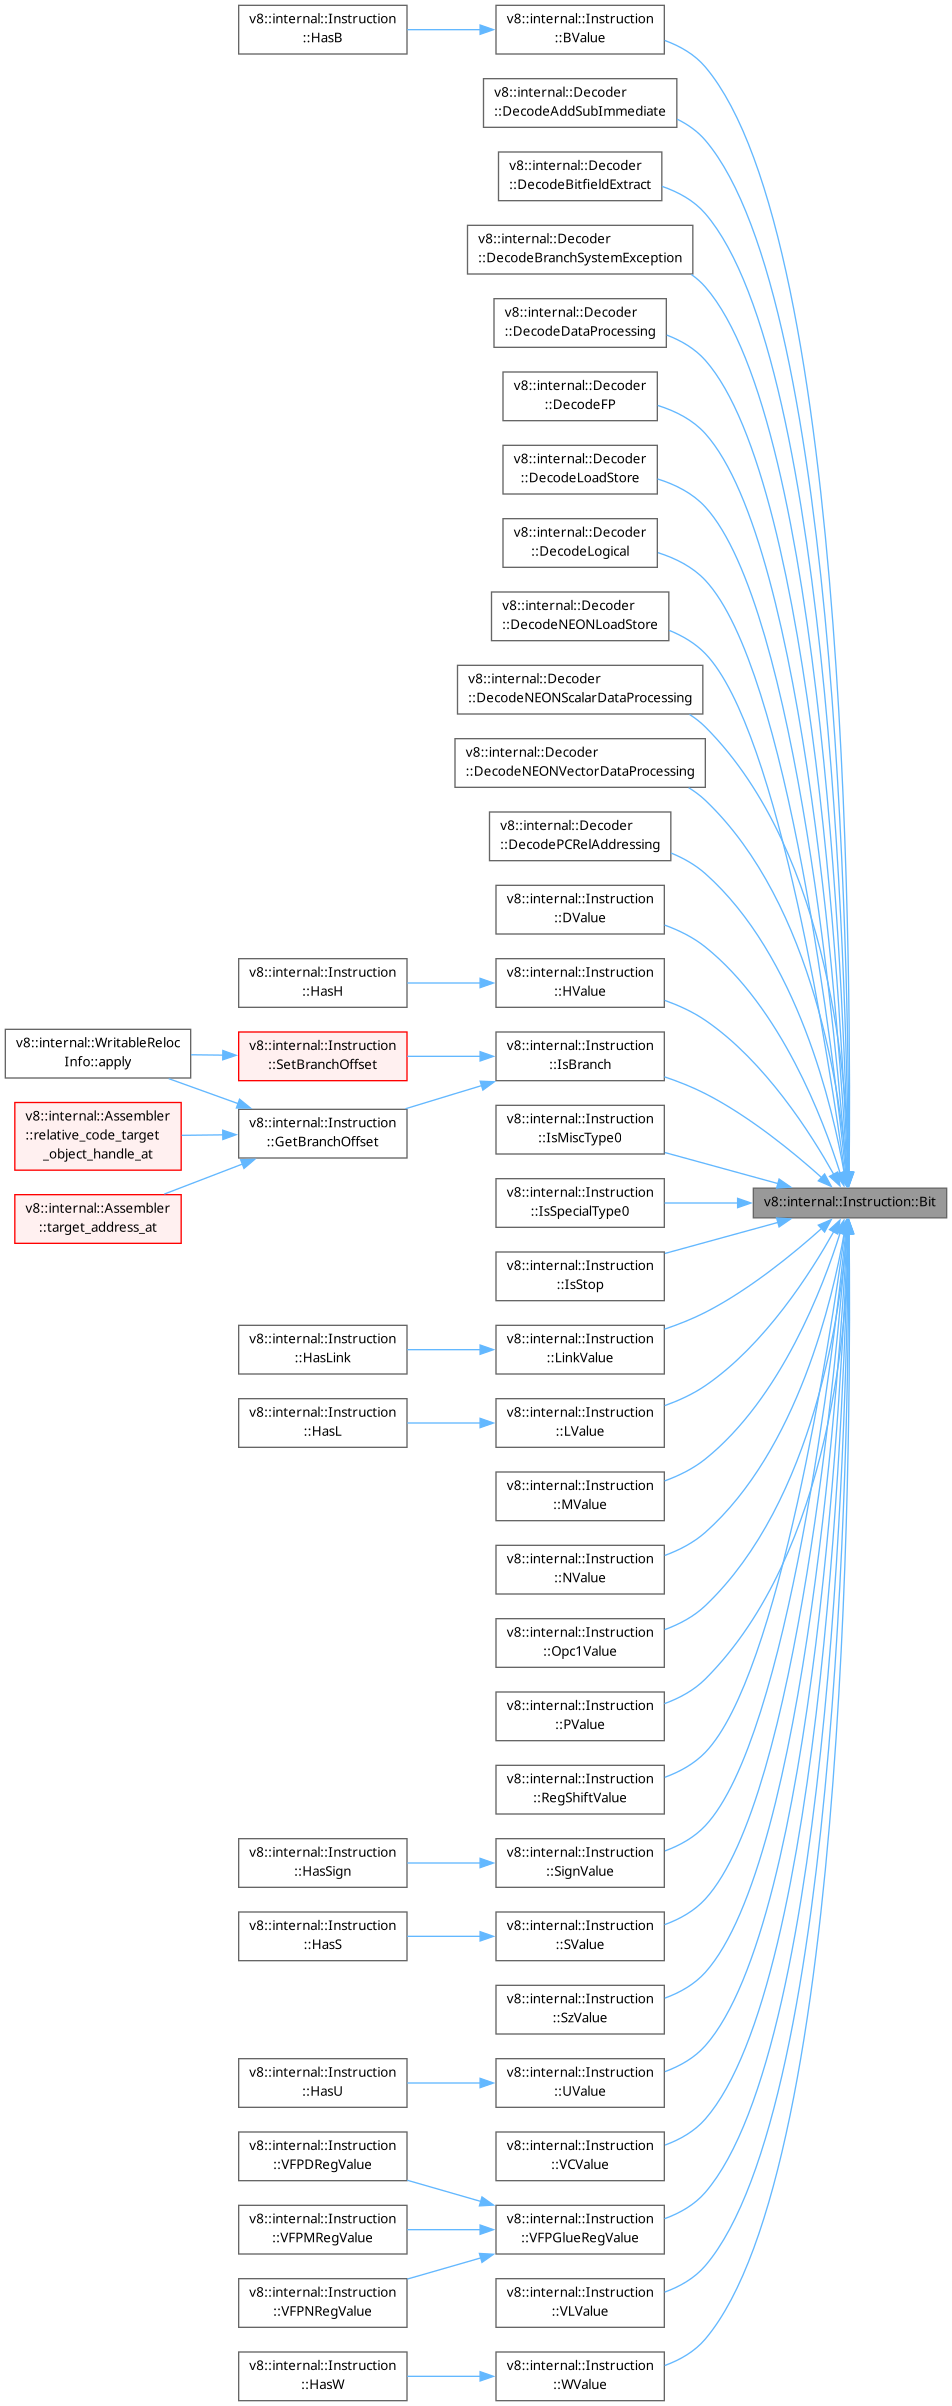 v8::internal::Instruction
::HasB
v8::internal::Instruction
::BValue
v8::internal::Decoder
::DecodeAddSubImmediate
v8::internal::Decoder
::DecodeBitfieldExtract
v8::internal::Decoder
::DecodeBranchSystemException
v8::internal::Decoder
::DecodeDataProcessing
v8::internal::Decoder
::DecodeFP
v8::internal::Decoder
::DecodeLoadStore
v8::internal::Decoder
::DecodeLogical
v8::internal::Decoder
::DecodeNEONLoadStore
v8::internal::Decoder
::DecodeNEONScalarDataProcessing
v8::internal::Decoder
::DecodeNEONVectorDataProcessing
v8::internal::Decoder
::DecodePCRelAddressing
v8::internal::Instruction
::DValue
v8::internal::Instruction
::HasH
v8::internal::Instruction
::HValue
v8::internal::WritableReloc
Info::apply
v8::internal::Instruction
::SetBranchOffset
v8::internal::Instruction
::IsBranch
v8::internal::Assembler
::relative_code_target
_object_handle_at
v8::internal::Instruction
::GetBranchOffset
v8::internal::Instruction
::IsMiscType0
v8::internal::Assembler
::target_address_at
v8::internal::Instruction
::IsSpecialType0
v8::internal::Instruction::Bit
v8::internal::Instruction
::IsStop
v8::internal::Instruction
::HasLink
v8::internal::Instruction
::LinkValue
v8::internal::Instruction
::HasL
v8::internal::Instruction
::LValue
v8::internal::Instruction
::MValue
v8::internal::Instruction
::NValue
v8::internal::Instruction
::Opc1Value
v8::internal::Instruction
::PValue
v8::internal::Instruction
::RegShiftValue
v8::internal::Instruction
::HasSign
v8::internal::Instruction
::SignValue
v8::internal::Instruction
::HasS
v8::internal::Instruction
::SValue
v8::internal::Instruction
::SzValue
v8::internal::Instruction
::HasU
v8::internal::Instruction
::UValue
v8::internal::Instruction
::VFPDRegValue
v8::internal::Instruction
::VCValue
v8::internal::Instruction
::VFPMRegValue
v8::internal::Instruction
::VFPGlueRegValue
v8::internal::Instruction
::VFPNRegValue
v8::internal::Instruction
::VLValue
v8::internal::Instruction
::HasW
v8::internal::Instruction
::WValue